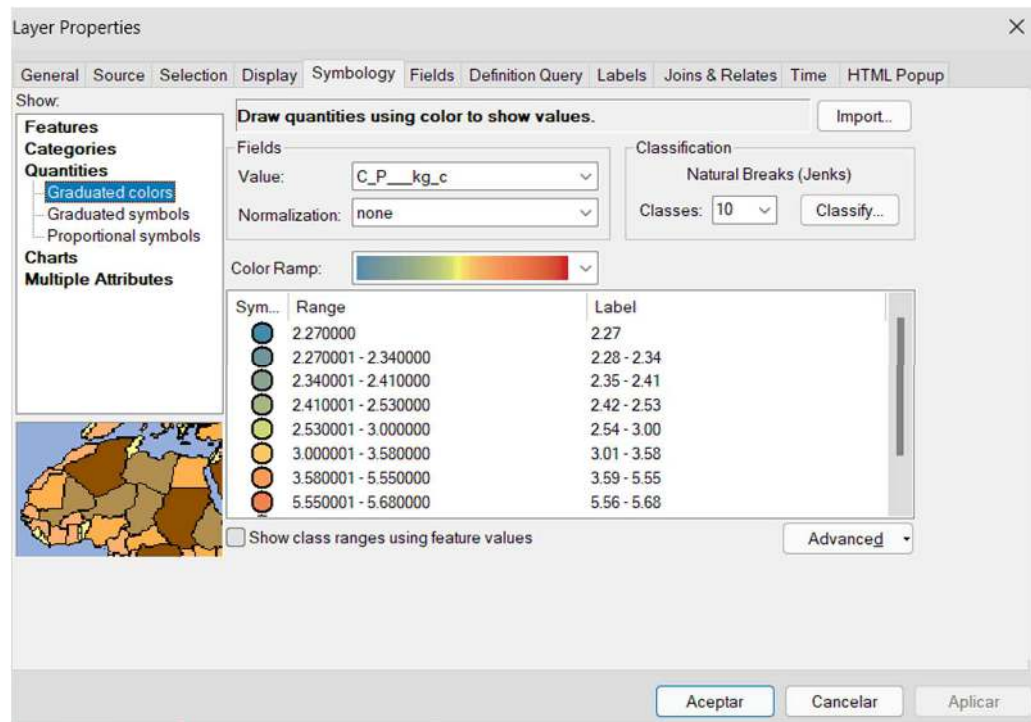 Layer Properties
General Source Selection Display Symbology Fields Definition Query Labels Joins & Relates Time HTML Popup
Show:
Features
Categories
Quantities
Graduated colors
Graduated symbols
Proportional symbols
Charts
Multiple Attributes
Draw quantities using color to show values.
Import...
Fields
Value: C_P___kg_c
Normalization: none
Classification
Natural Breaks (Jenks)
Classes: 10 Classify...
Color Ramp:
Sym... Range Label
2.270000 2.27
2.270001 - 2.340000 2.28 - 2.34
2.340001 - 2.410000 2.35 - 2.41
2.410001 - 2.530000 2.42 - 2.53
2.530001 - 3.000000 2.54 - 3.00
3.000001 - 3.580000 3.01 - 3.58
3.580001 - 5.550000 3.59 - 5.55
5.550001 - 5.680000 5.56 - 5.68
Show class ranges using feature values
Advanced
Aceptar Cancelar Aplicar